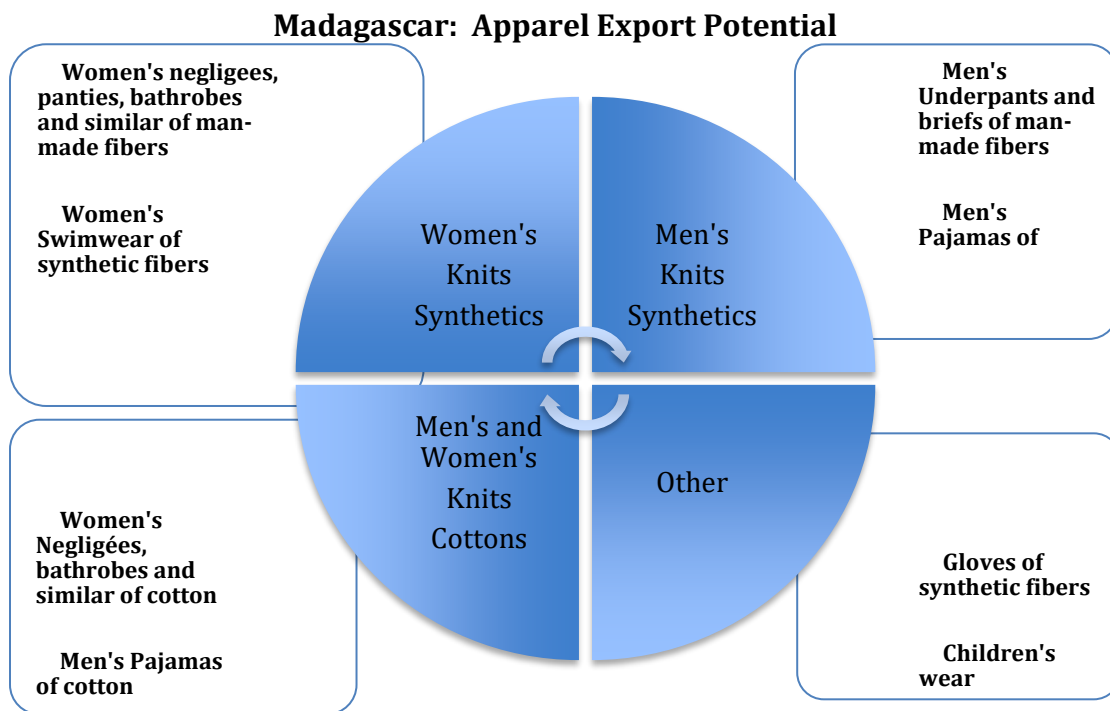 Madagascar:  Apparel Export Potential
Women's negligees,
panties, bathrobes
and similar of man-
made fibers
Women's
Swimwear of
synthetic fibers
Men's
Underpants and
briefs of man-
made fibers
Men's
Pajamas of
Women's
Knits
Synthetics
Men's
Knits
Synthetics
Men's and
Women's
Knits
Cottons
Other
Women's
Negligées,
bathrobes and
similar of cotton
Men's Pajamas
of cotton
Gloves of
synthetic fibers
Children's
wear